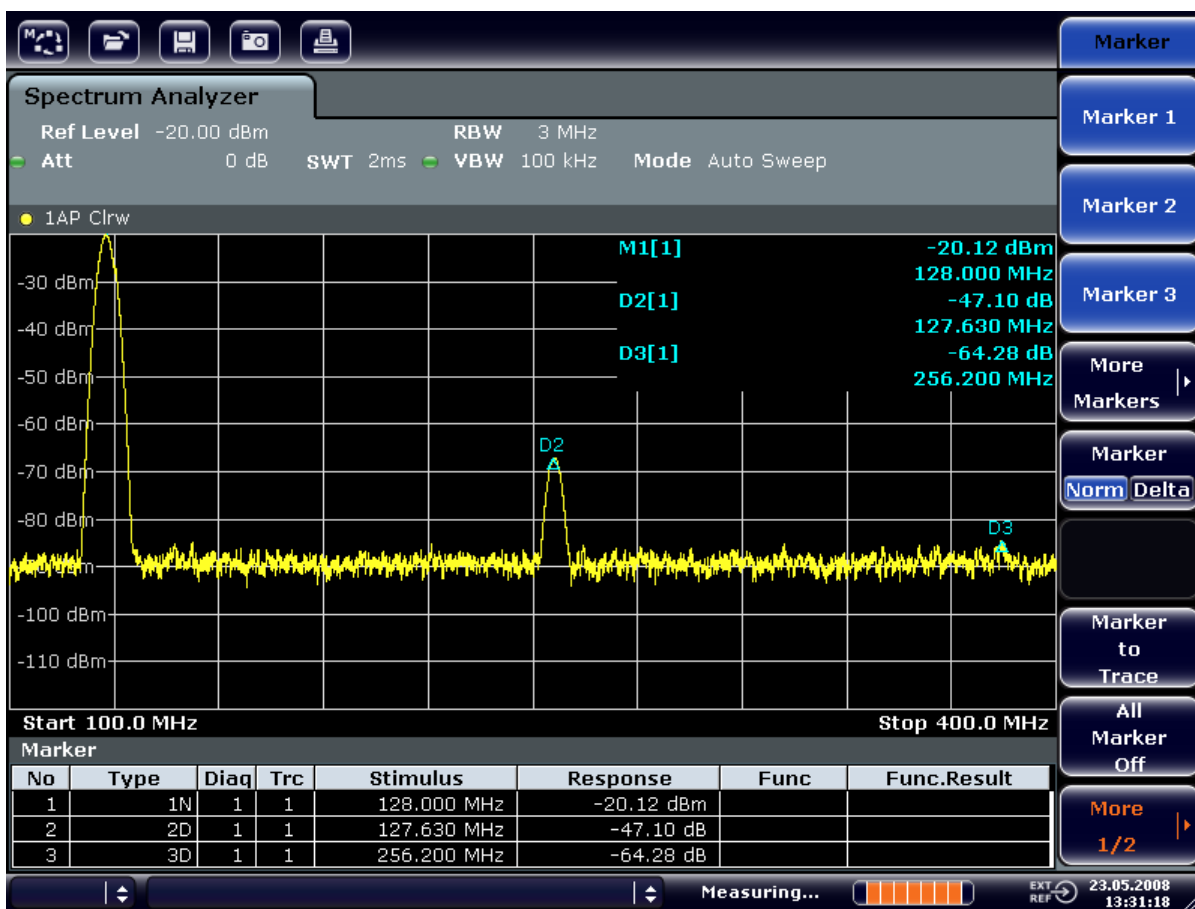 M
Marker
Spectrum Analyzer
Ref Level -20.00 dBm RBW 3 MHz
Att 0 dB SWT 2ms VBW 100 kHz Mode Auto Sweep
1AP Clrw
M1[1] -20.12 dBm
128.000 MHz
D2[1] -47.10 dB
127.630 MHz
D3[1] -64.28 dB
256.200 MHz
-30 dBm
-40 dBm
-50 dBm
-60 dBm
-70 dBm
-80 dBm
-100 dBm
-110 dBm
D2
D3
Start 100.0 MHz Stop 400.0 MHz
Marker
No Type Diag Trc Stimulus Response Func Func.Result
1 1N 1 1 128.000 MHz -20.12 dBm
2 2D 1 1 127.630 MHz -47.10 dB
3 3D 1 1 256.200 MHz -64.28 dB
Marker 1
Marker 2
Marker 3
More
Markers
Marker
Norm Delta
Marker
to
Trace
All
Marker
Off
More
1/2
Measuring...
EXT
REF
23.05.2008
13:31:18